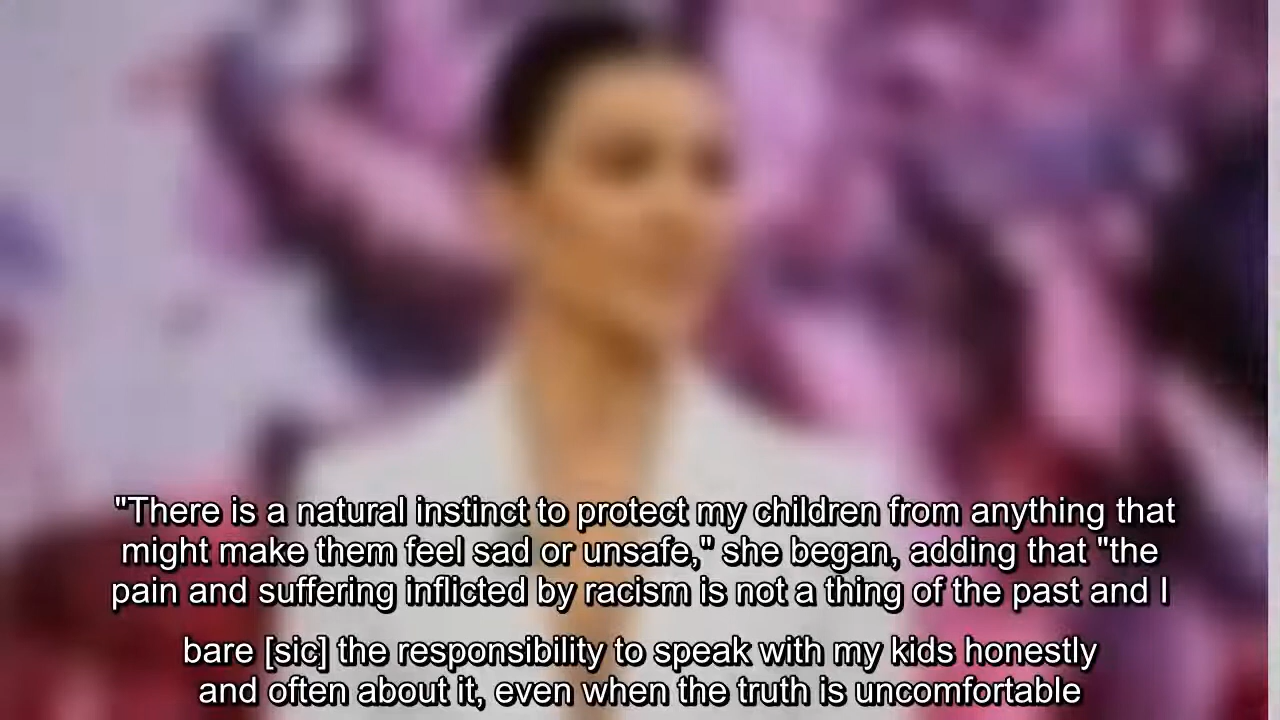 "There is a natural instinct to protect my children from anything that
might make them feel sad or unsafe," she began, adding that "the
pain and suffering inflicted by racism is not a thing of the past and I
bare [sic] the responsibility to speak with my kids honestly
and often about it, even when the truth is uncomfortable